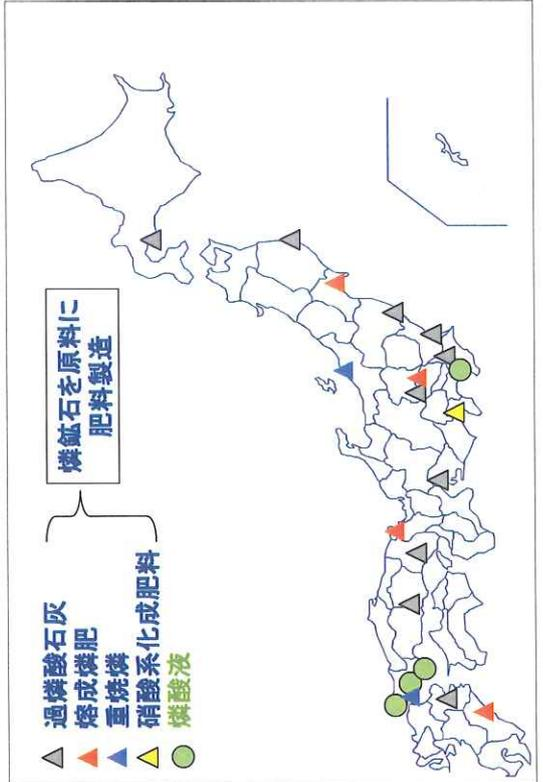 過燐酸石灰
熔成燐肥
重焼燐
硝酸系化成肥料
燐酸液
燐鉱石を原料に
肥料製造